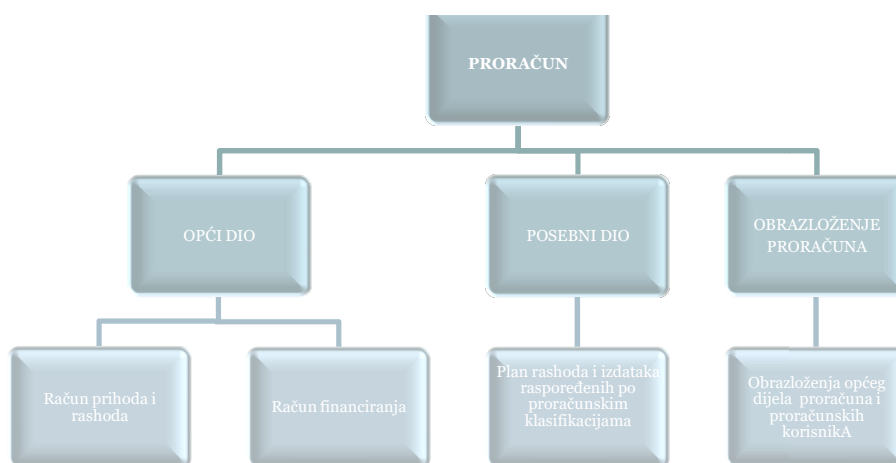 PRORAČUN
OPĆI DIO
POSEBNI DIO
OBRAZLOŽENJE
PRORAČUNA
Račun prihoda i
rashoda
Račun financiranja
Plan rashoda i izdataka
raspoređenih po
proračunskim
klasifikacijama
Obrazloženja općeg
dijela proračuna i
proračunskih
korisnikA